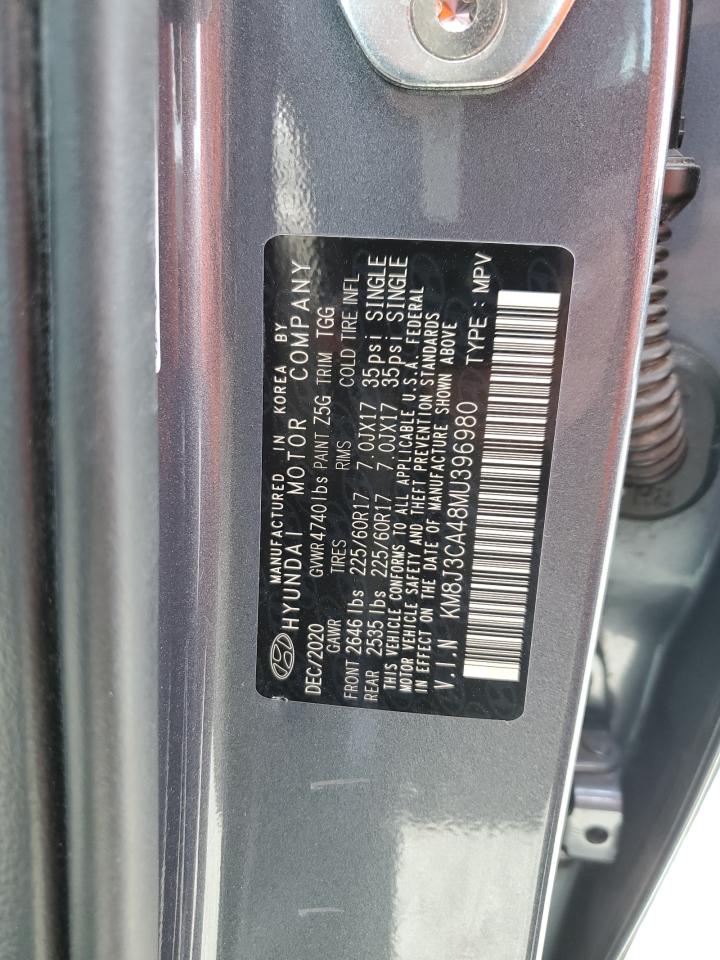 MANUFACTURED IN KOREA BY
HYUNDAI MOTOR COMPANY
DEC/2020 GVWR 4740 lbs PAINT Z5G TRIM TGG
GAWR TIRES RIMS COLD TIRE INFL
FRONT 2646 lbs 225/60R17 7.0JX17 35psi SINGLE
REAR 2535 lbs 225/60R17 7.0JX17 35psi SINGLE
THIS VEHICLE CONFORMS TO ALL APPLICABLE U.S.A. FEDERAL
MOTOR VEHICLE SAFETY AND THEFT PREVENTION STANDARDS
IN EFFECT ON THE DATE OF MANUFACTURE SHOWN ABOVE
V.I.N KM8J3CA48MU396980 TYPE : MPV